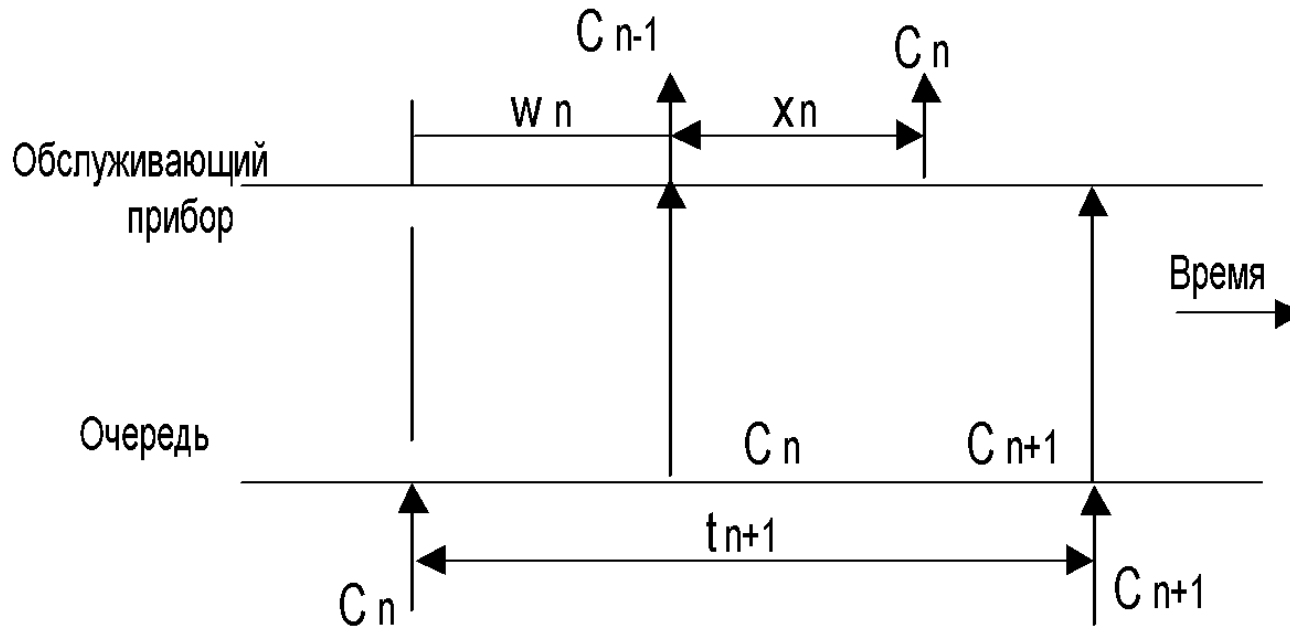 C n-1
C n
w n
x n
Обслуживающий
прибор
Время
Очередь
C n
C n+1
t n+1
C n
C n+1